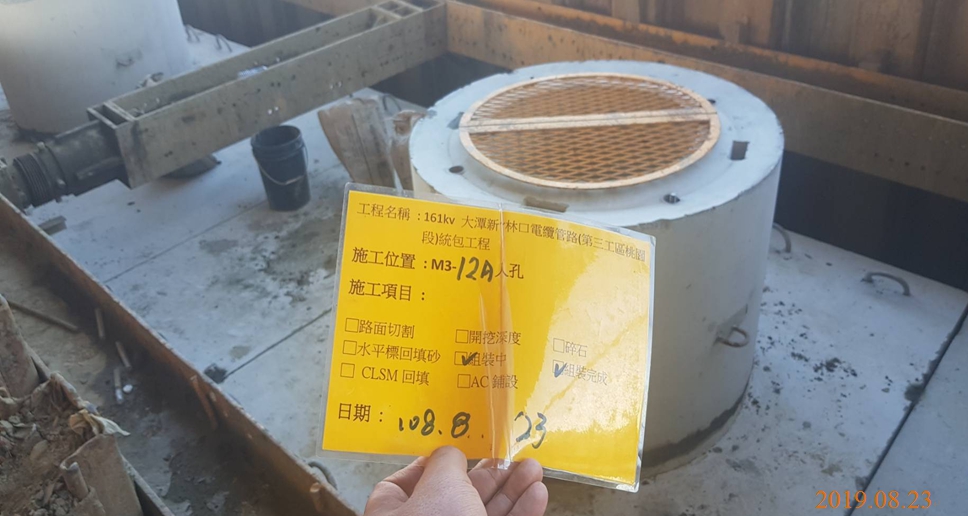 工程名稱：161kv 大潭新-林口電纜管路(第三工區桃園
段)統包工程
施工位置：M3-12A人孔
施工項目：
□路面切割 □開挖深度 □碎石
□水平標回填砂 ☑組裝中 ☑組裝完成
□ CLSM 回填 □AC 鋪設
日期：108.8.23
2019.08.23